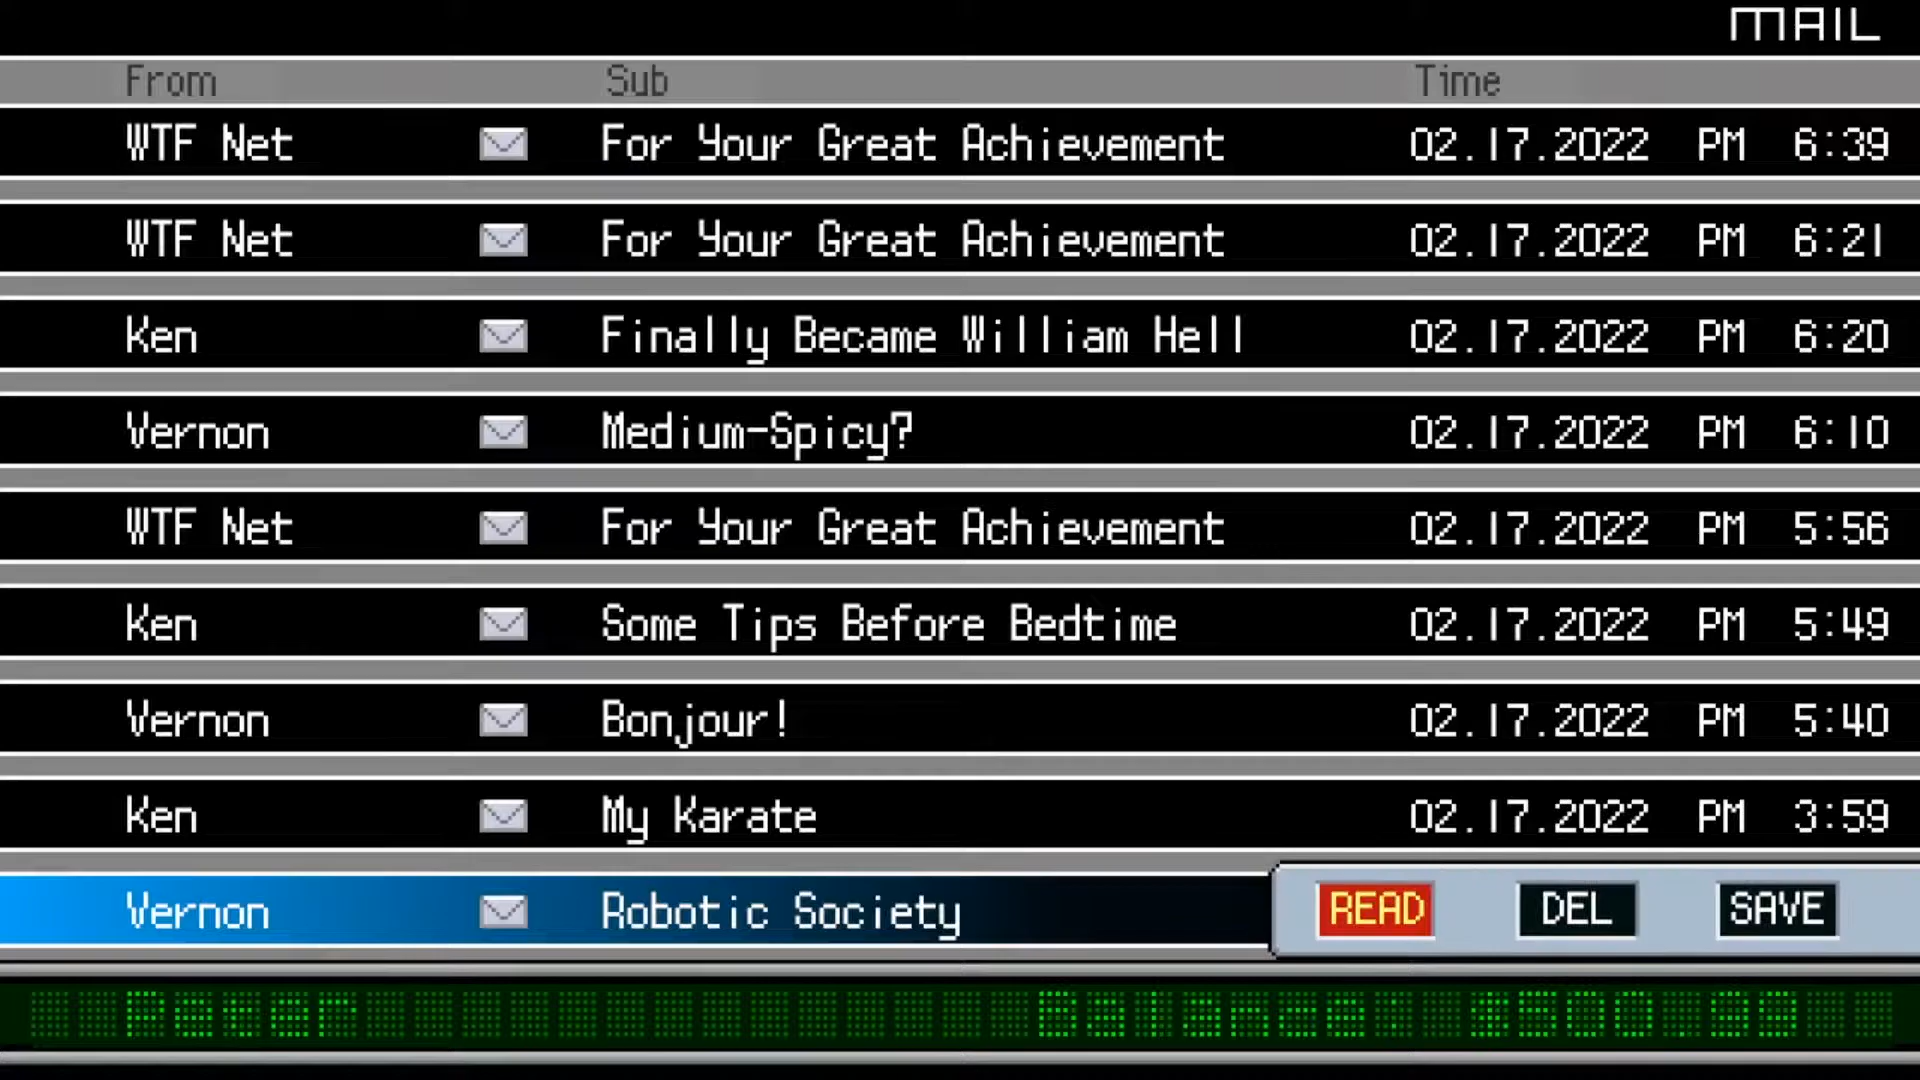 MAIL
From Sub Time
WTF Net For Your Great Achievement 02.17.2022 PM 6:39
WTF Net For Your Great Achievement 02.17.2022 PM 6:21
Ken Finally Became William Hell 02.17.2022 PM 6:20
Vernon Medium-Spicy? 02.17.2022 PM 6:10
WTF Net For Your Great Achievement 02.17.2022 PM 5:56
Ken Some Tips Before Bedtime 02.17.2022 PM 5:49
Vernon Bonjour! 02.17.2022 PM 5:40
Ken My Karate 02.17.2022 PM 3:59
Vernon Robotic Society READ DEL SAVE
Peter Balance: $500.99